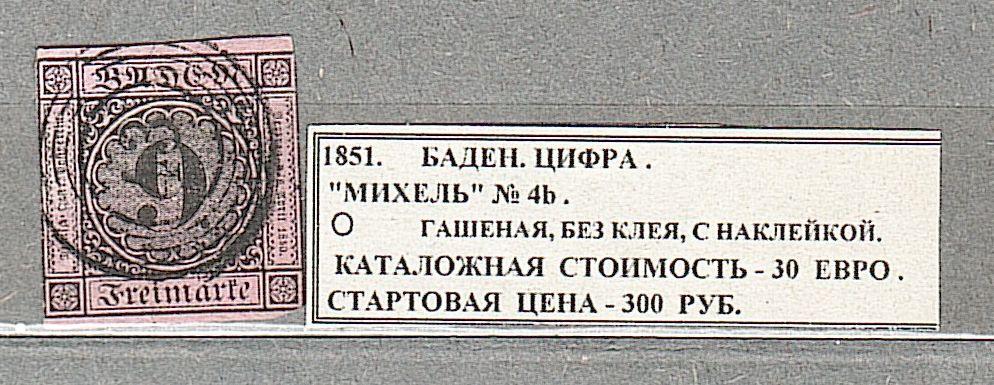 BADEN
9
Freimarke
1851. БАДЕН. ЦИФРА .
"МИХЕЛЬ" № 4b .
О ГАШЕНАЯ, БЕЗ КЛЕЯ, С НАКЛЕЙКОЙ.
КАТАЛОЖНАЯ СТОИМОСТЬ - 30 ЕВРО .
СТАРТОВАЯ ЦЕНА - 300 РУБ.